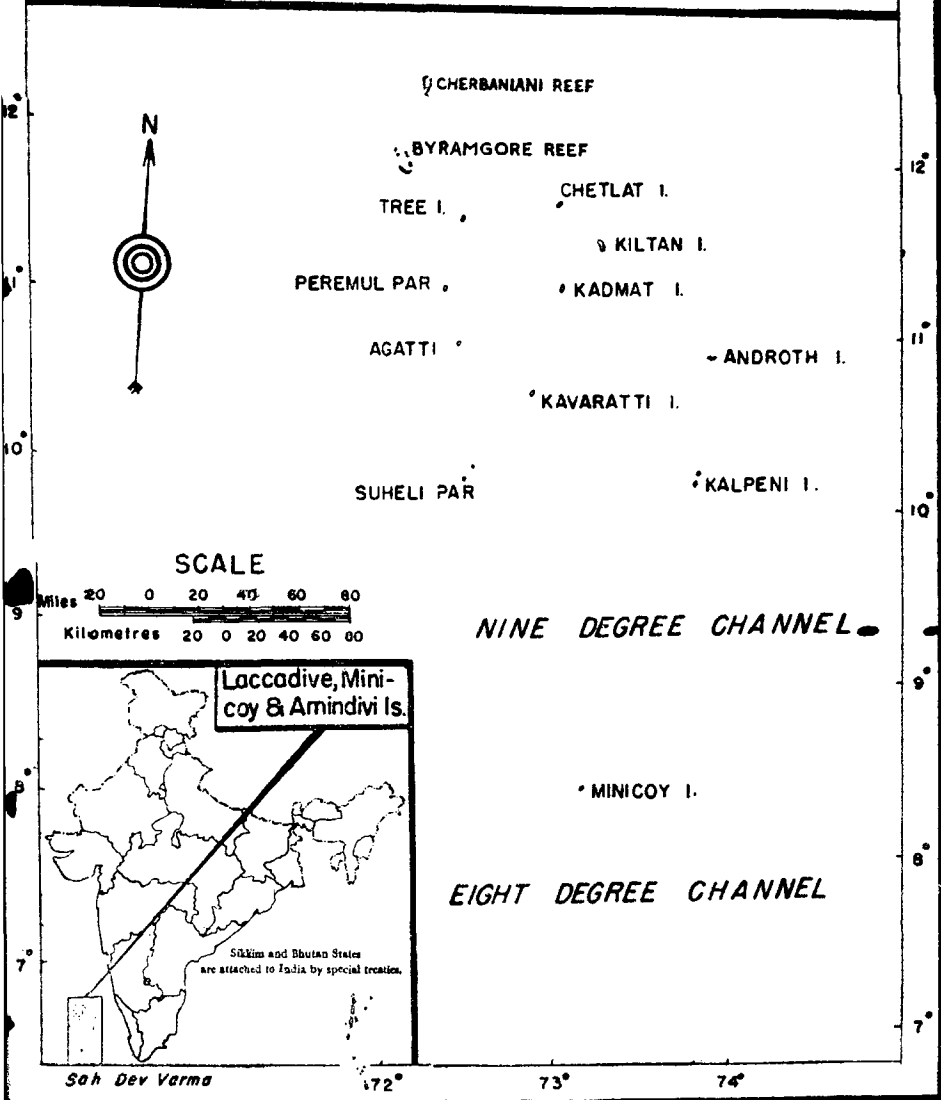 CHERBANIANI REEF
12°
N
BYRAMGORE REEF
12°
CHETLAT I.
TREE I.
KILTAN I.
11°
PEREMUL PAR
KADMAT I.
AGATTI
11°
ANDROTH I.
KAVARATTI I.
10°
SUHELI PAR
KALPENI I.
10°
SCALE
Miles 20 0 20 40 60 80
9
Kilometres 20 0 20 40 60 80
NINE DEGREE CHANNEL
Laccadive, Mini-
coy & Amindivi Is.
9°
8°
MINICOY I.
8°
EIGHT DEGREE CHANNEL
Sikkim and Bhutan States
are attached to India by special treaties.
7°
7°
Sah Dev Varma
72°
73°
74°